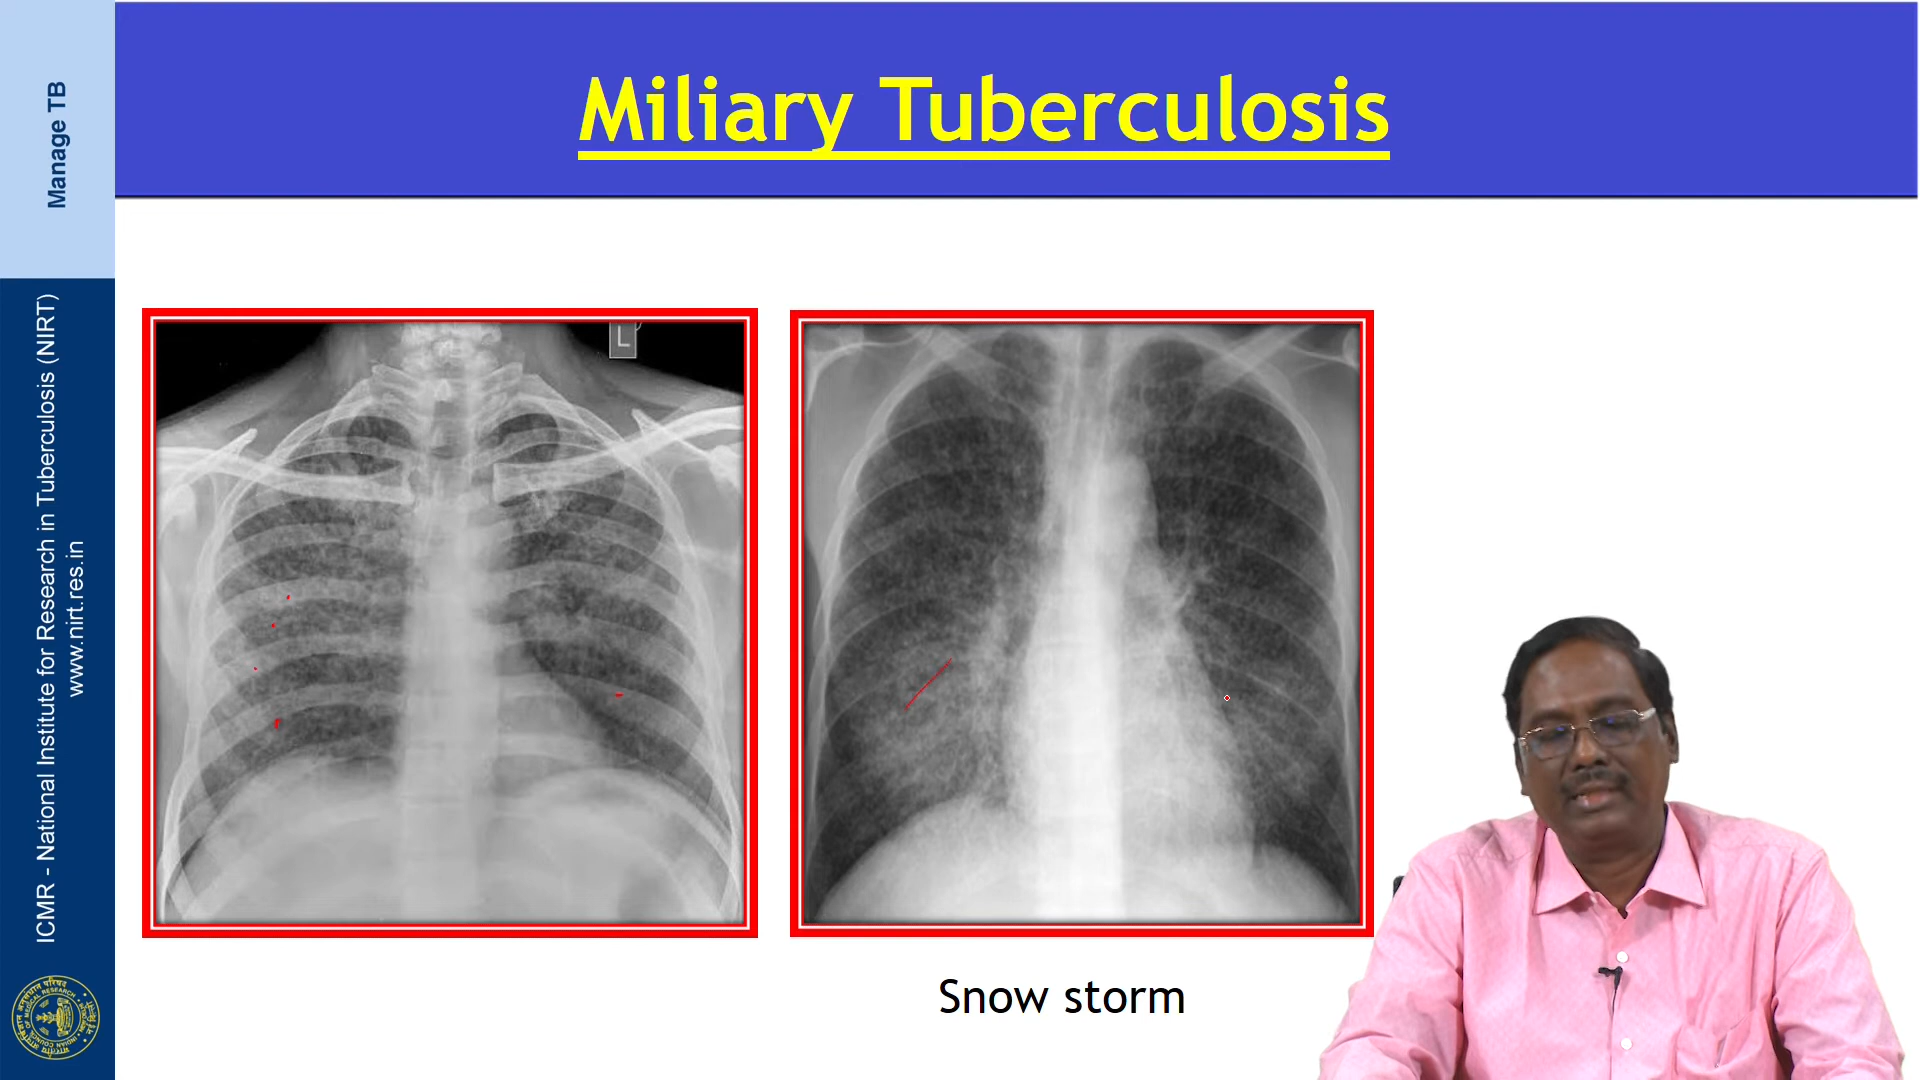 Manage TB
ICMR - National Institute for Research in Tuberculosis (NIRT)
www.nirt.res.in
Miliary Tuberculosis
L
Snow storm